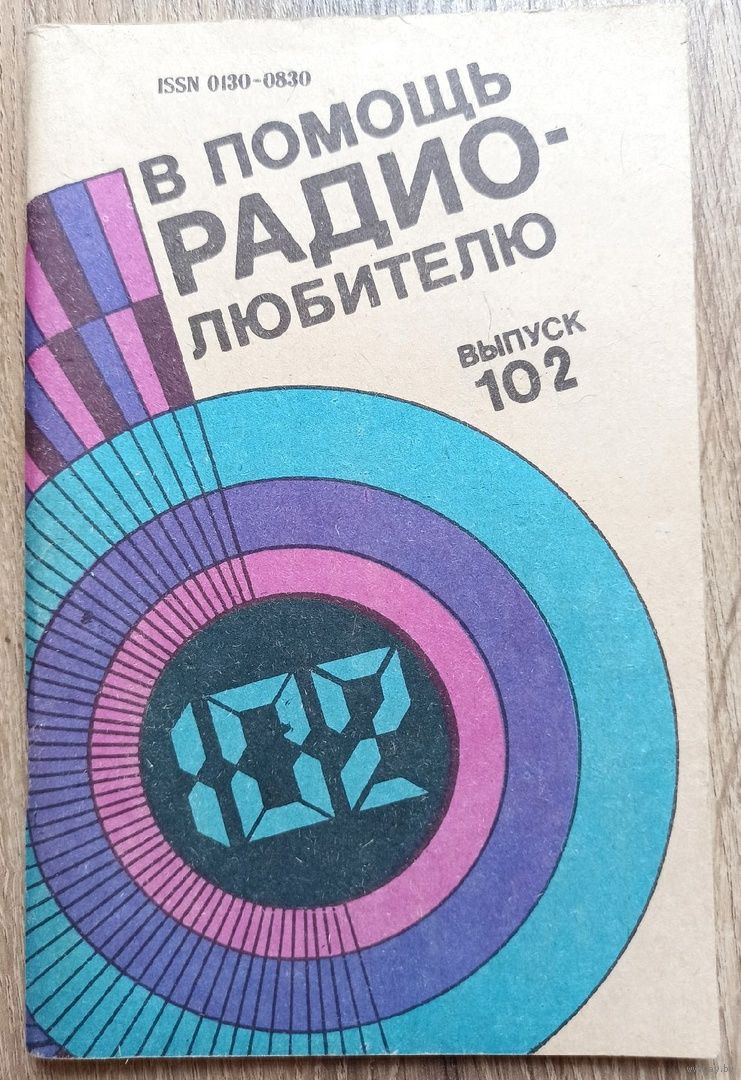 ISSN 0130-0830
В ПОМОЩЬ
РАДИО-
ЛЮБИТЕЛЮ
ВЫПУСК
102
102